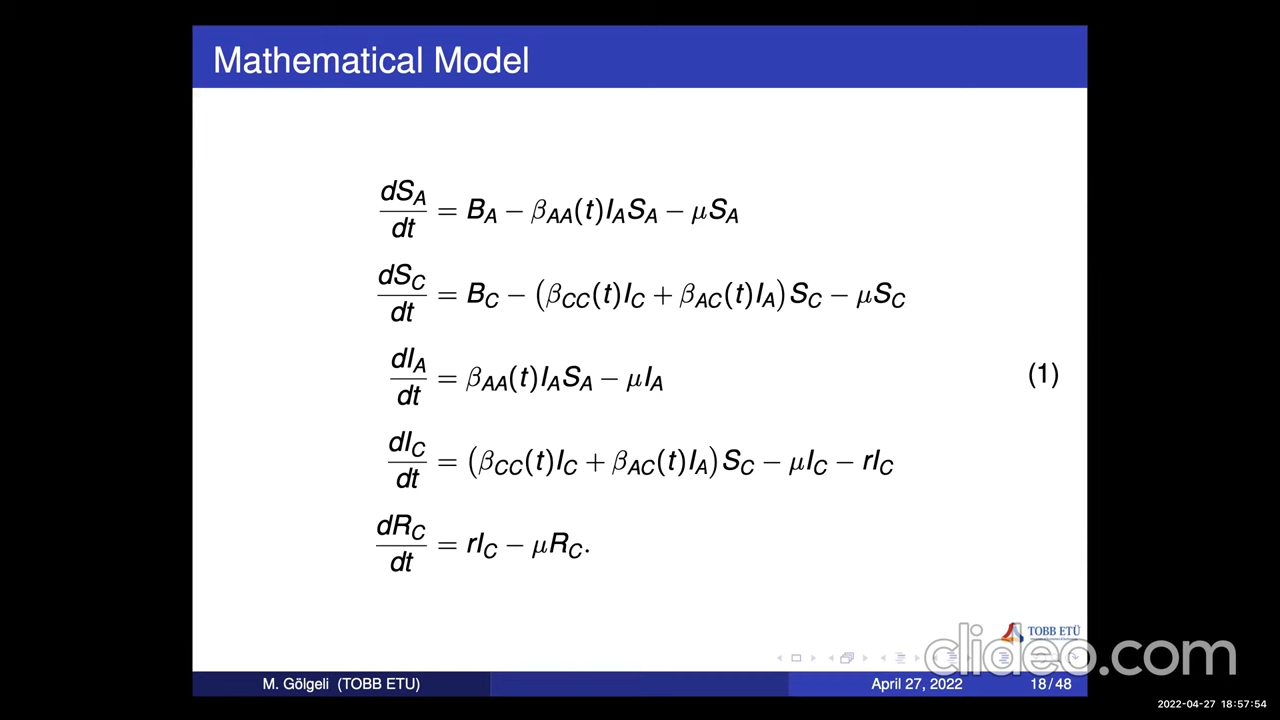 Mathematical Model
dS_A/dt = B_A − β_AA(t)I_A S_A − μS_A
dS_C/dt = B_C − (β_CC(t)I_C + β_AC(t)I_A)S_C − μS_C
dI_A/dt = β_AA(t)I_A S_A − μI_A
(1)
dI_C/dt = (β_CC(t)I_C + β_AC(t)I_A)S_C − μI_C − rI_C
dR_C/dt = rI_C − μR_C.
TOBB ETÜ
clideo.com
M. Gölgeli (TOBB ETU)
April 27, 2022
18 / 48
2022-04-27 18:57:54